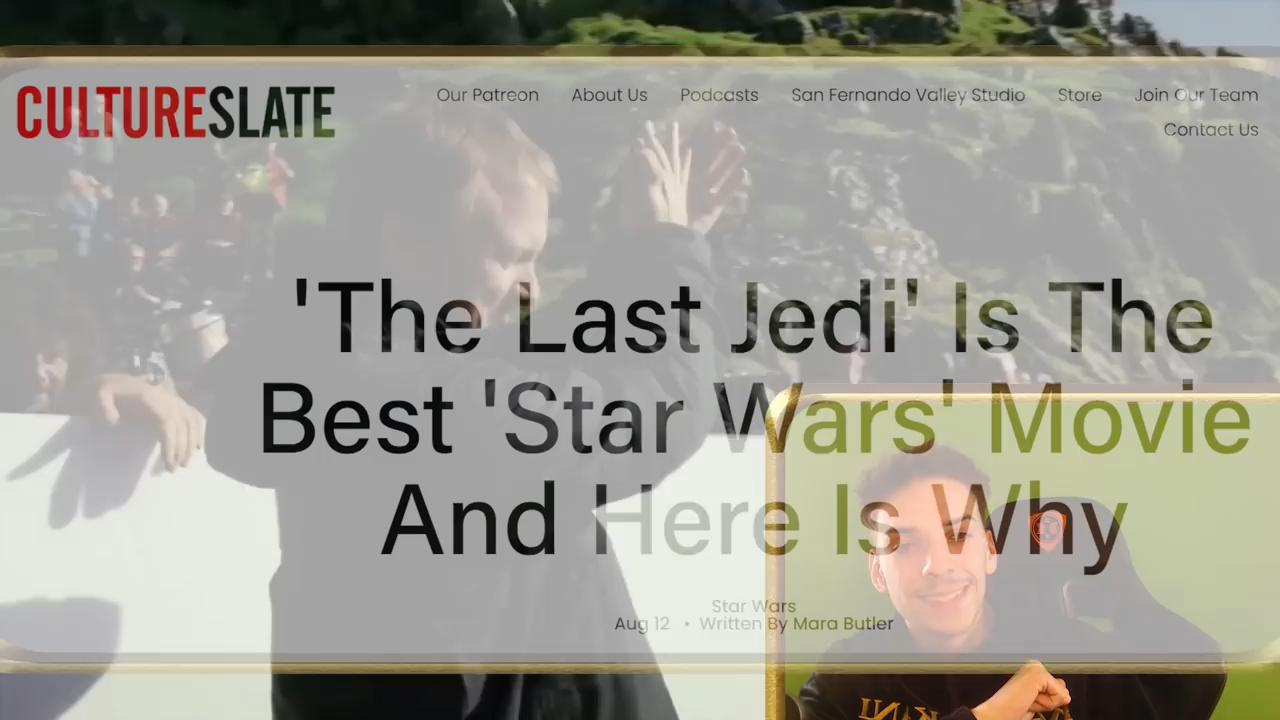 CULTURESLATE
Our Patreon About Us Podcasts San Fernando Valley Studio Store Join Our Team
Contact Us
'The Last Jedi' Is The
Best 'Star Wars' Movie
And Here Is Why
Star Wars
Aug 12 • Written By Mara Butler